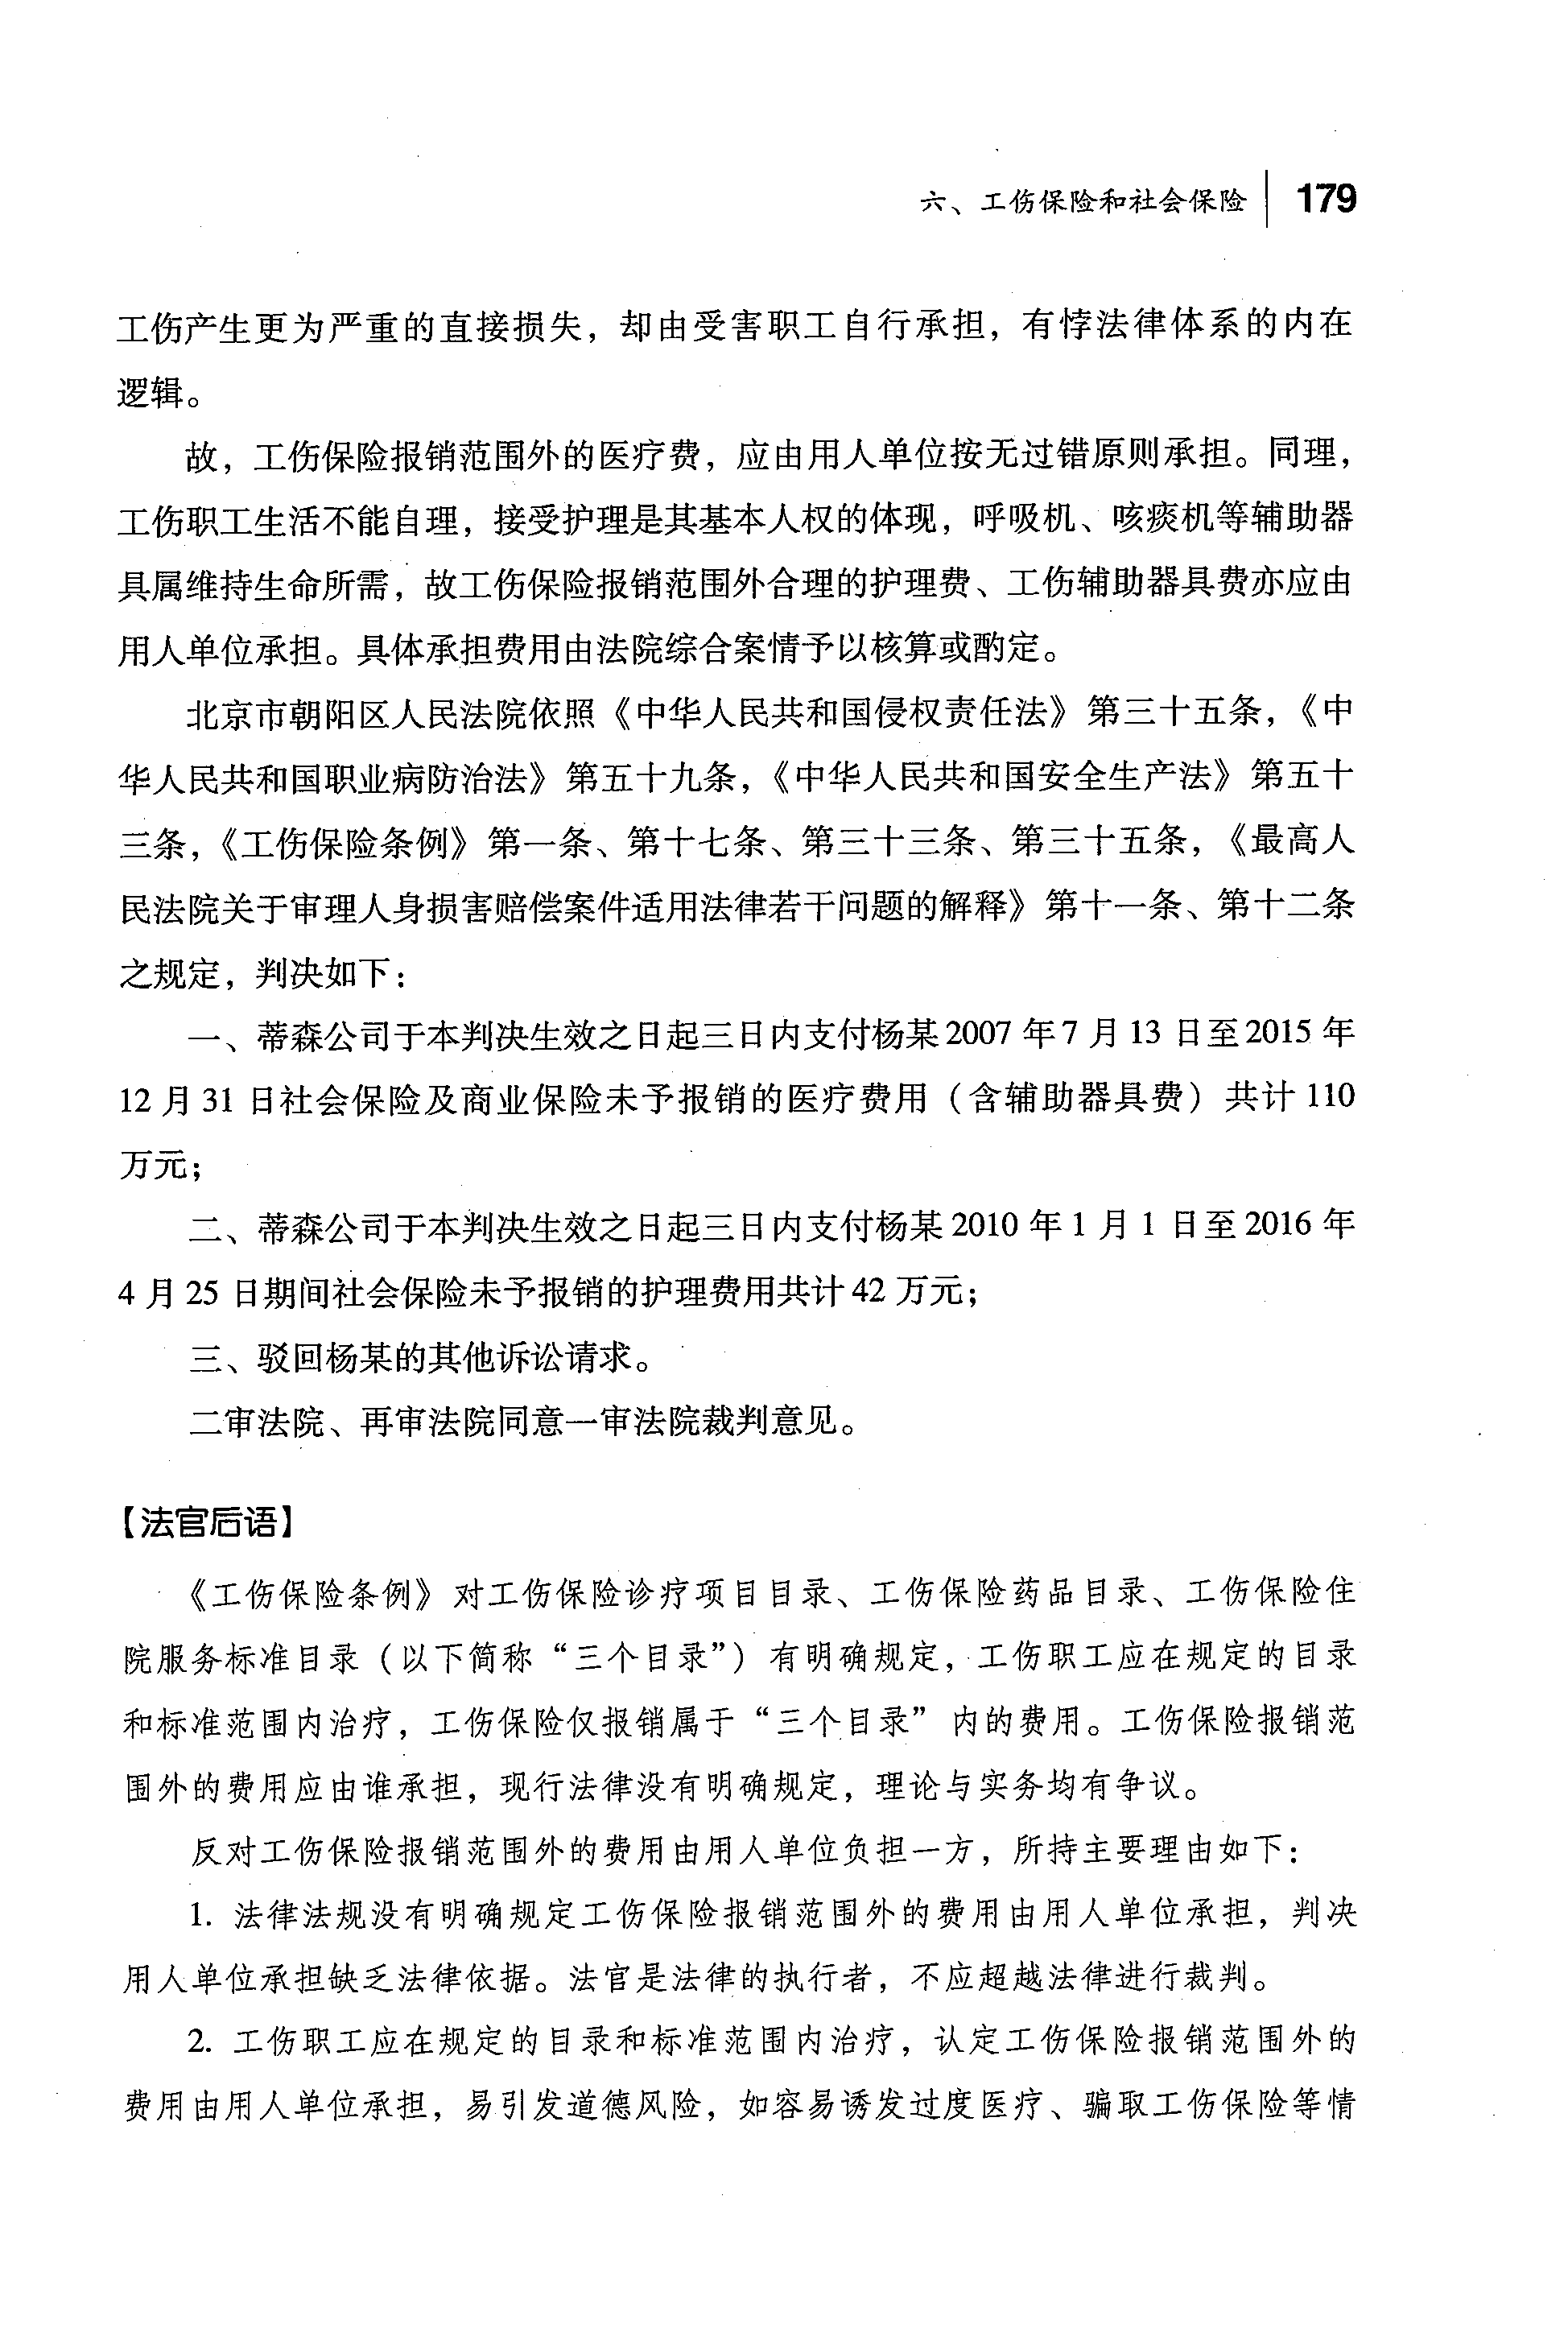 六、工伤保险和社会保险 179
工伤产生更为严重的直接损失，却由受害职工自行承担，有悖法律体系的内在
逻辑。
故，工伤保险报销范围外的医疗费，应由用人单位按无过错原则承担。同理，
工伤职工生活不能自理，接受护理是其基本人权的体现，呼吸机、咳痰机等辅助器
具属维持生命所需，故工伤保险报销范围外合理的护理费、工伤辅助器具费亦应由
用人单位承担。具体承担费用由法院综合案情予以核算或酌定。
北京市朝阳区人民法院依照《中华人民共和国侵权责任法》第三十五条，《中
华人民共和国职业病防治法》第五十九条，《中华人民共和国安全生产法》第五十
三条，《工伤保险条例》第一条、第十七条、第三十三条、第三十五条，《最高人
民法院关于审理人身损害赔偿案件适用法律若干问题的解释》第十一条、第十二条
之规定，判决如下：
一、蒂森公司于本判决生效之日起三日内支付杨某2007年7月13日至2015年
12月31日社会保险及商业保险未予报销的医疗费用（含辅助器具费）共计110
万元；
二、蒂森公司于本判决生效之日起三日内支付杨某2010年1月1日至2016年
4月25日期间社会保险未予报销的护理费用共计42万元；
三、驳回杨某的其他诉讼请求。
二审法院、再审法院同意一审法院裁判意见。
【法官后语】
《工伤保险条例》对工伤保险诊疗项目目录、工伤保险药品目录、工伤保险住
院服务标准目录（以下简称“三个目录”）有明确规定，工伤职工应在规定的目录
和标准范围内治疗，工伤保险仅报销属于“三个目录”内的费用。工伤保险报销范
围外的费用应由谁承担，现行法律没有明确规定，理论与实务均有争议。
反对工伤保险报销范围外的费用由用人单位负担一方，所持主要理由如下：
1. 法律法规没有明确规定工伤保险报销范围外的费用由用人单位承担，判决
用人单位承担缺乏法律依据。法官是法律的执行者，不应超越法律进行裁判。
2. 工伤职工应在规定的目录和标准范围内治疗，认定工伤保险报销范围外的
费用由用人单位承担，易引发道德风险，如容易诱发过度医疗、骗取工伤保险等情